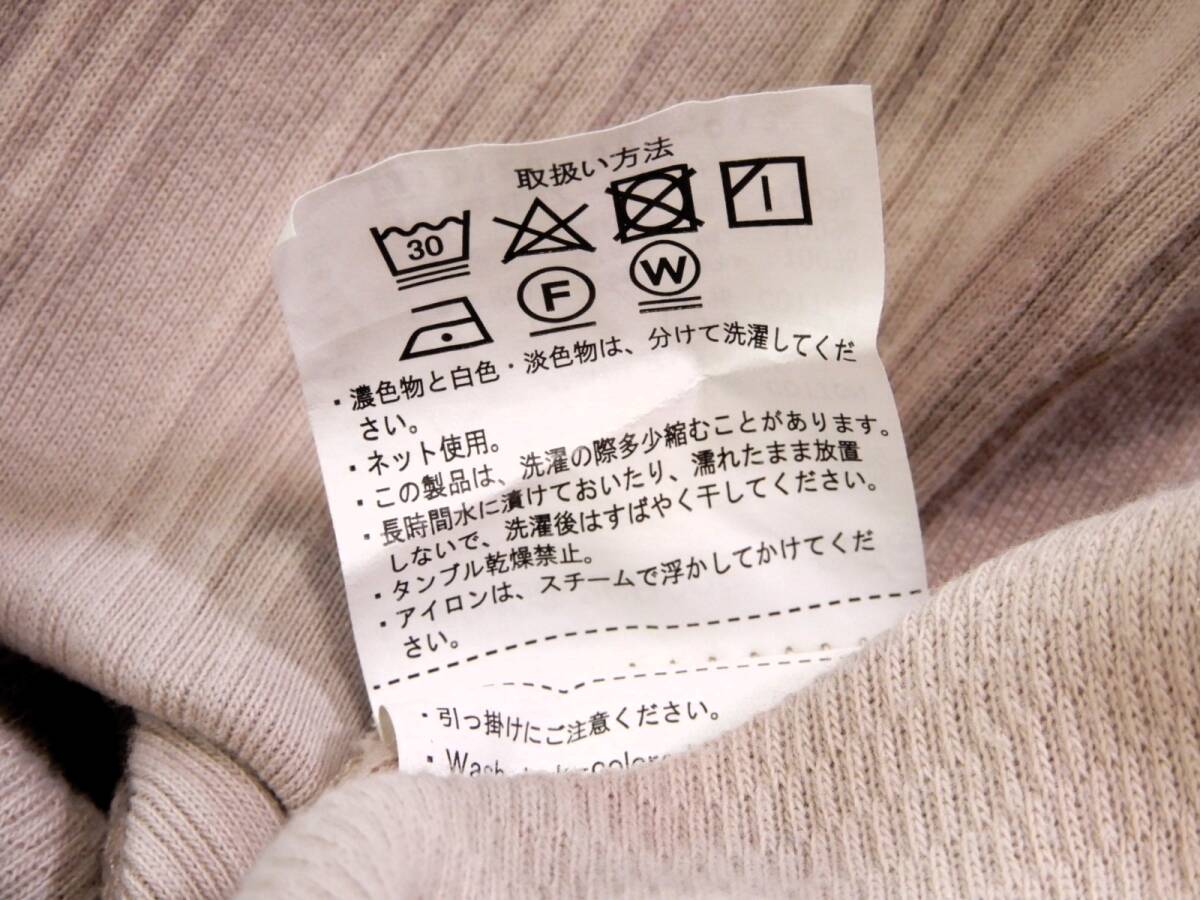 取扱い方法
30
F
W
・濃色物と白色・淡色物は、分けて洗濯してくだ
さい。
・ネット使用。
・この製品は、洗濯の際多少縮むことがあります。
・長時間水に漬けておいたり、濡れたまま放置
しないで、洗濯後はすばやく干してください。
・タンブル乾燥禁止。
・アイロンは、スチームで浮かしてかけてくだ
さい。
・引っ掛けにご注意ください。
・Wash